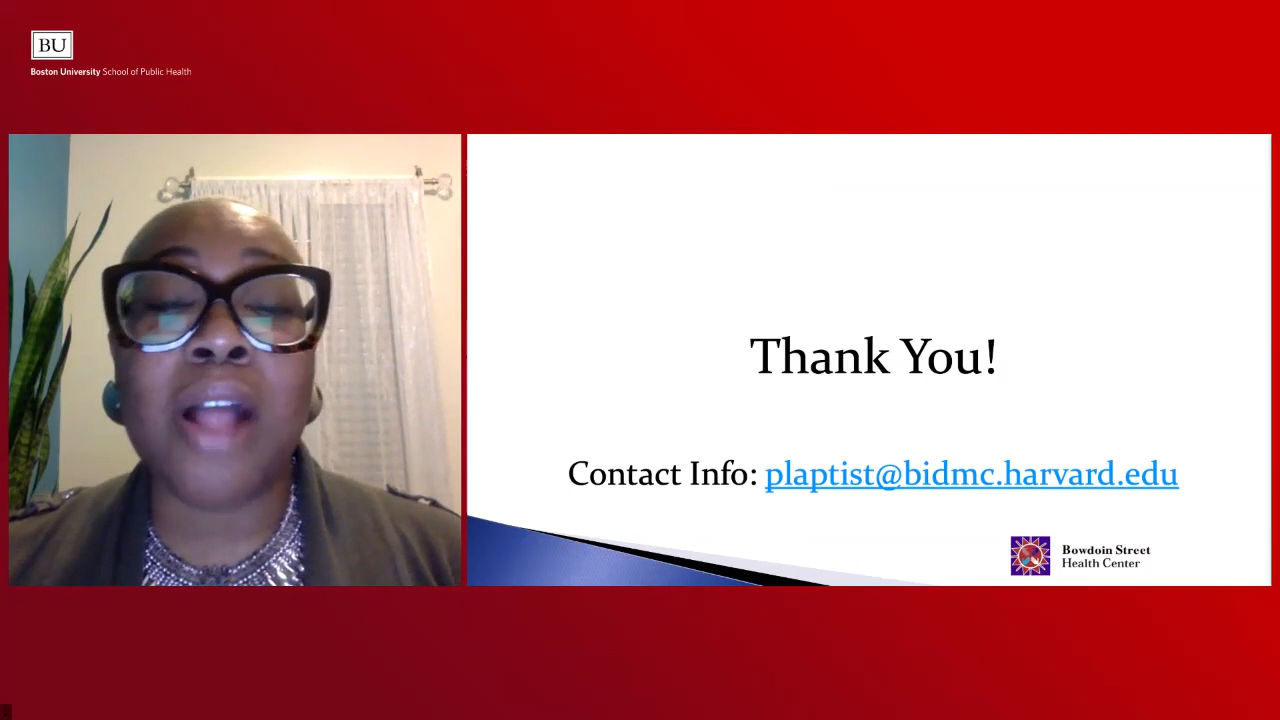 BU
Boston University School of Public Health
Thank You!
Contact Info: plaptist@bidmc.harvard.edu
Bowdoin Street
Health Center